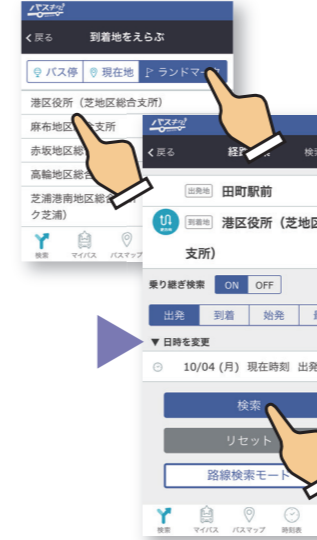 バスナビ
く戻る 到着地をえらぶ
バス停 現在地 ランドマーク
港区役所（芝地区総合支所）
麻布地区 合支所
赤坂地区総
高輪地区総合
芝浦港南地区総
ク芝浦）
検索 マイバス バスマップ
バスナビ
く戻る 経路 検索
出発地 田町駅前
到着地 港区役所（芝地区
支所）
乗り継ぎ検索 ON OFF
出発 到着 始発
▼ 日時を変更
10/04 (月) 現在時刻 出発
検索
リセット
路線検索モード
検索 マイバス バスマップ 時刻表